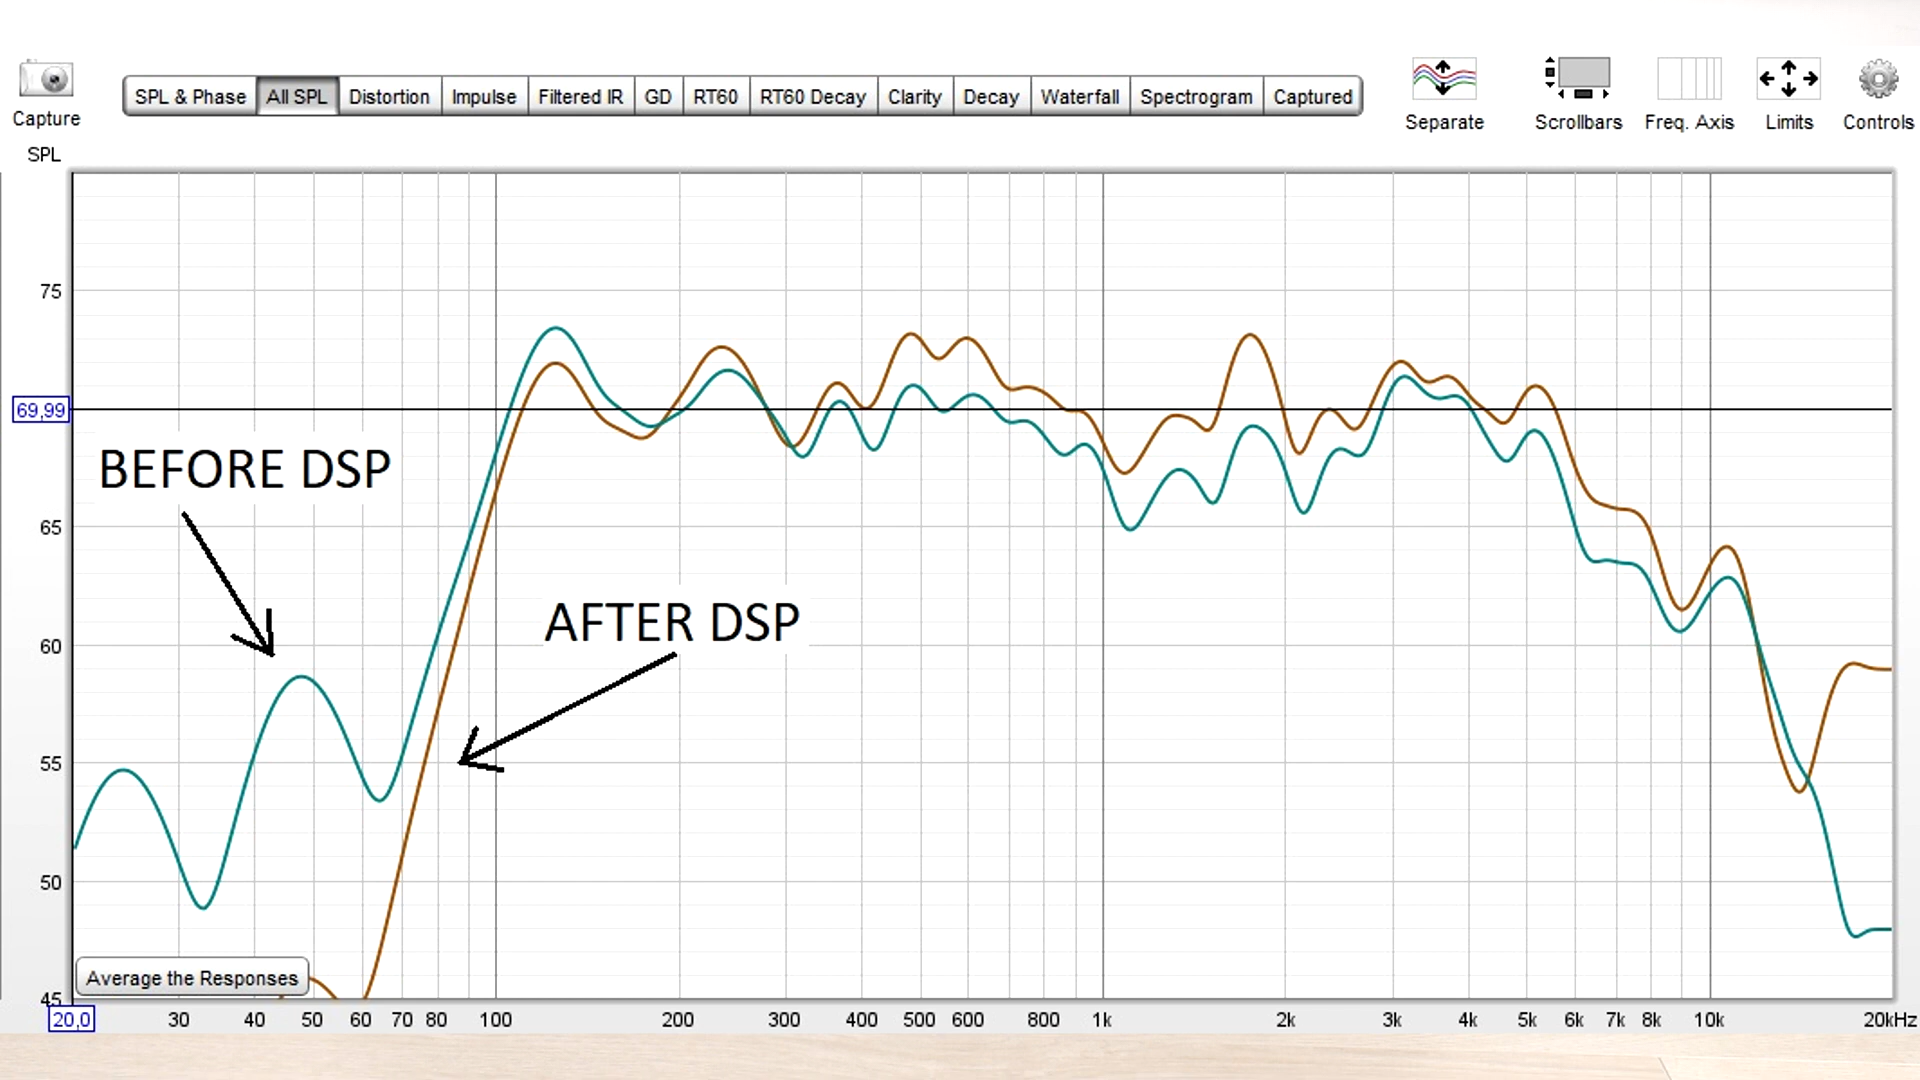 Capture
SPL & Phase All SPL Distortion Impulse Filtered IR GD RT60 RT60 Decay Clarity Decay Waterfall Spectrogram Captured
Separate Scrollbars Freq. Axis Limits Controls
SPL
75
69,99
BEFORE DSP
65
AFTER DSP
60
55
50
Average the Responses
45
20,0 30 40 50 60 70 80 100 200 300 400 500 600 800 1k 2k 3k 4k 5k 6k 7k 8k 10k 20kHz